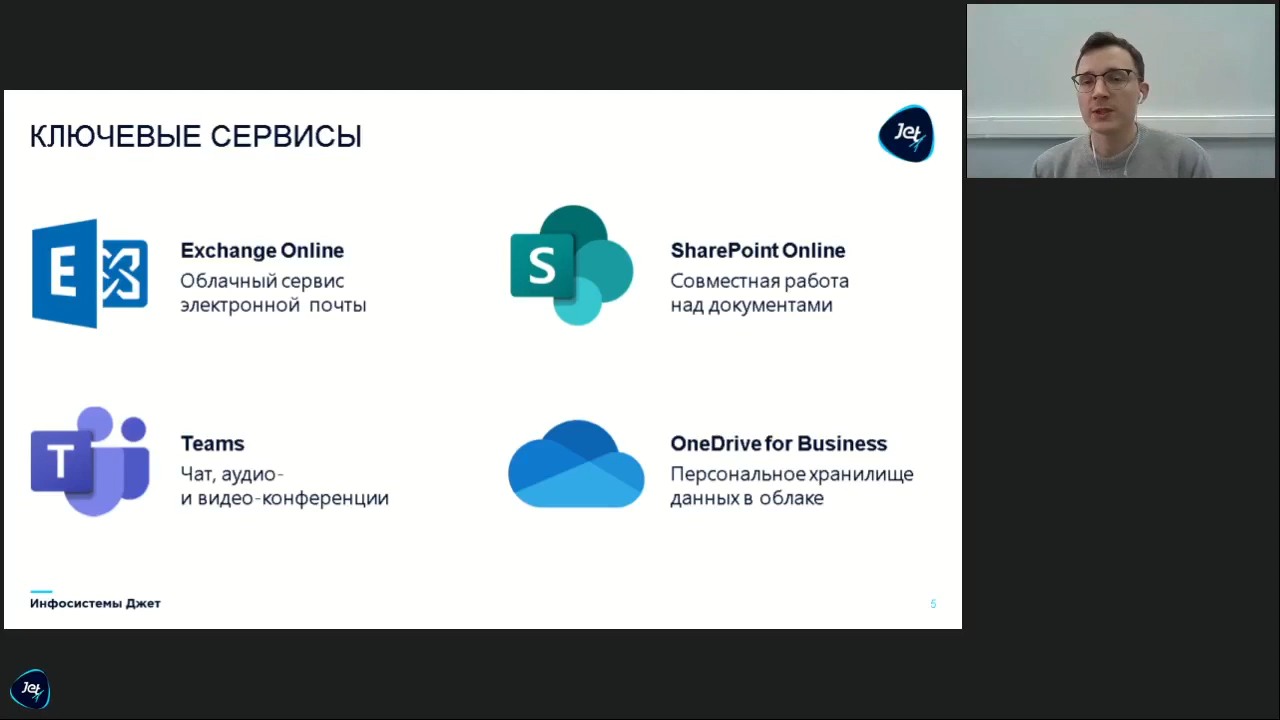 КЛЮЧЕВЫЕ СЕРВИСЫ
Jet
E
Exchange Online
Облачный сервис
электронной почты
S
SharePoint Online
Совместная работа
над документами
T
Teams
Чат, аудио-
и видео-конференции
OneDrive for Business
Персональное хранилище
данных в облаке
Инфосистемы Джет
5
Jet